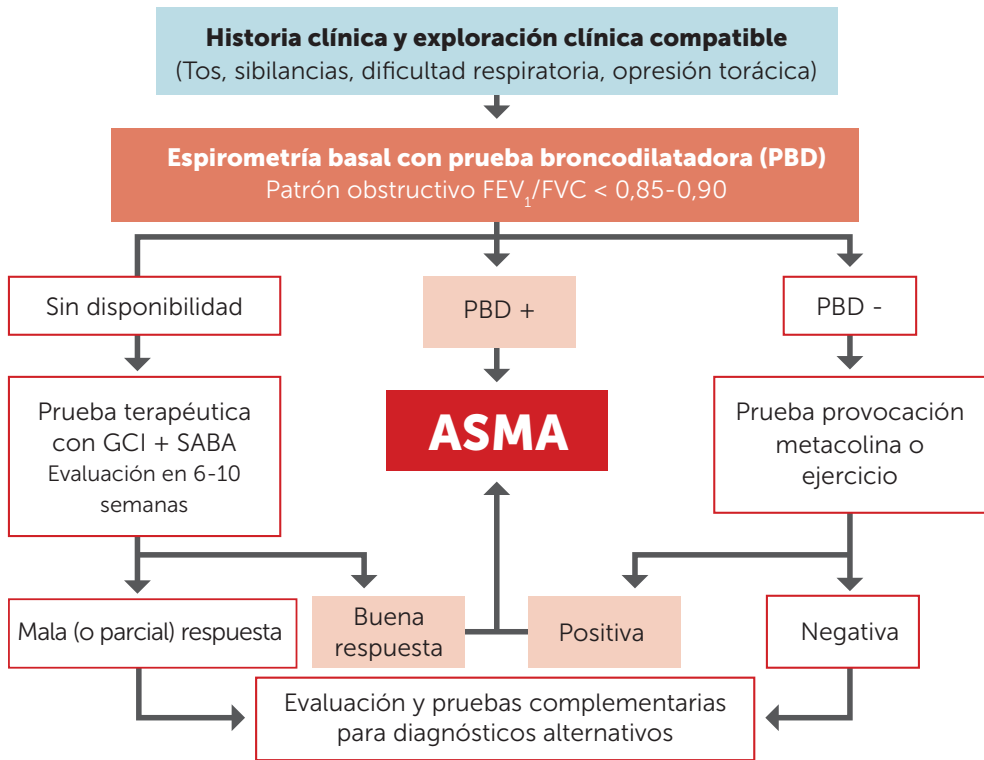 Historia clínica y exploración clínica compatible
(Tos, sibilancias, dificultad respiratoria, opresión torácica)
Espirometría basal con prueba broncodilatadora (PBD)
Patrón obstructivo FEV₁/FVC < 0,85-0,90
Sin disponibilidad
PBD +
PBD -
Prueba terapéutica
con GCI + SABA
Evaluación en 6-10
semanas
ASMA
Prueba provocación
metacolina o
ejercicio
Mala (o parcial) respuesta
Buena
respuesta
Positiva
Negativa
Evaluación y pruebas complementarias
para diagnósticos alternativos